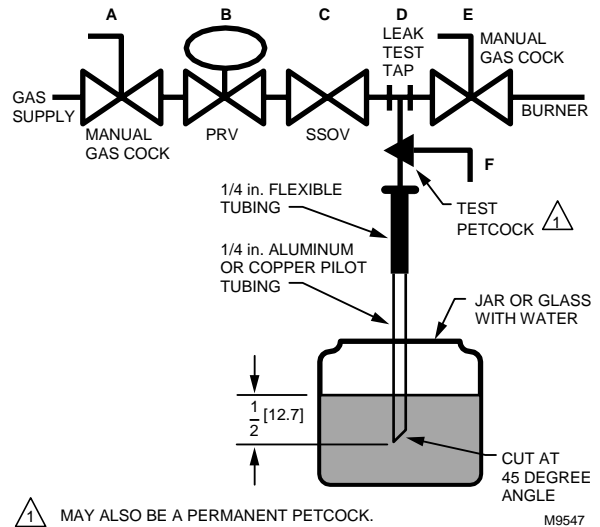 A
B
C
D
E
LEAK
TEST
TAP
MANUAL
GAS COCK
GAS
SUPPLY
MANUAL
GAS COCK
PRV
SSOV
BURNER
F
1/4 in. FLEXIBLE
TUBING
TEST
PETCOCK 1
1/4 in. ALUMINUM
OR COPPER PILOT
TUBING
JAR OR GLASS
WITH WATER
1/2 [12.7]
CUT AT
45 DEGREE
ANGLE
1 MAY ALSO BE A PERMANENT PETCOCK.
M9547